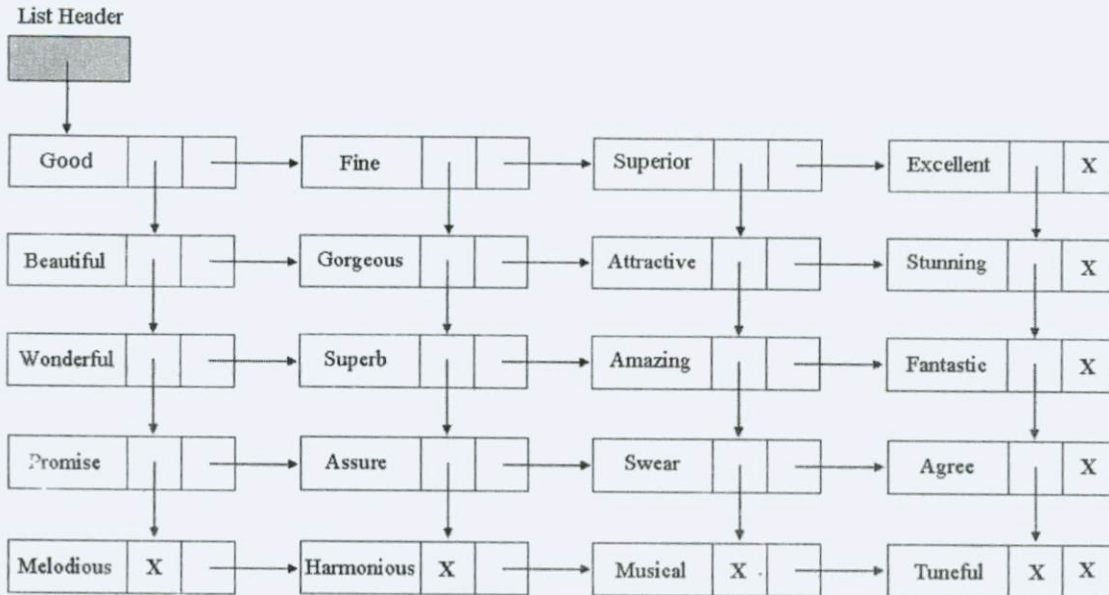 List Header
Good Fine Superior Excellent X
Beautiful Gorgeous Attractive Stunning X
Wonderful Superb Amazing Fantastic X
Promise Assure Swear Agree X
Melodious X Harmonious X Musical X Tuneful X X